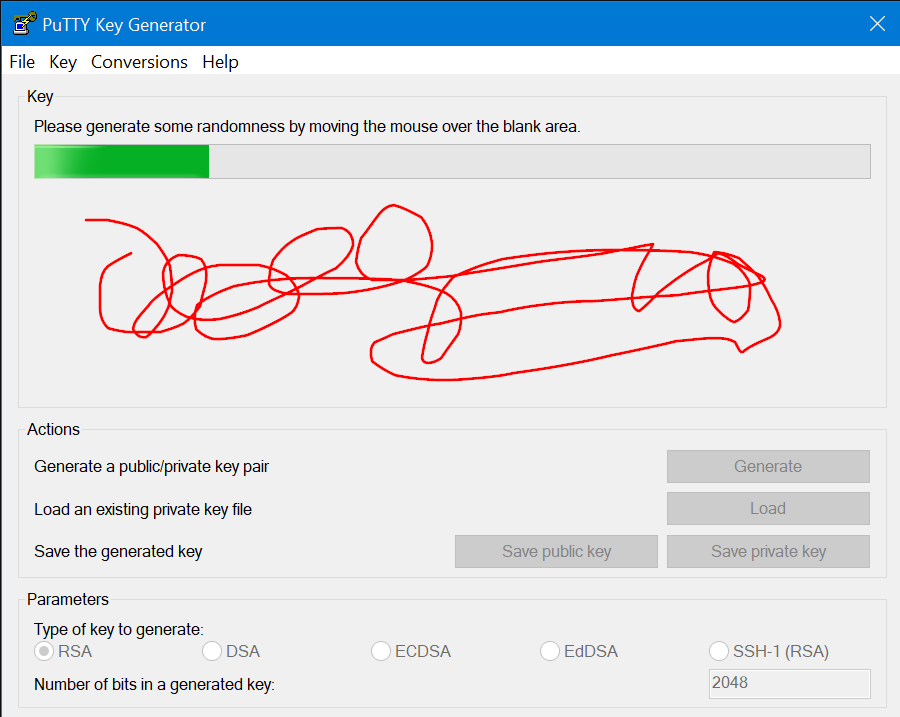 PuTTY Key Generator
File Key Conversions Help
Key
Please generate some randomness by moving the mouse over the blank area.
Actions
Generate a public/private key pair
Generate
Load an existing private key file
Load
Save the generated key
Save public key
Save private key
Parameters
Type of key to generate:
RSA DSA ECDSA EdDSA SSH-1 (RSA)
Number of bits in a generated key:
2048